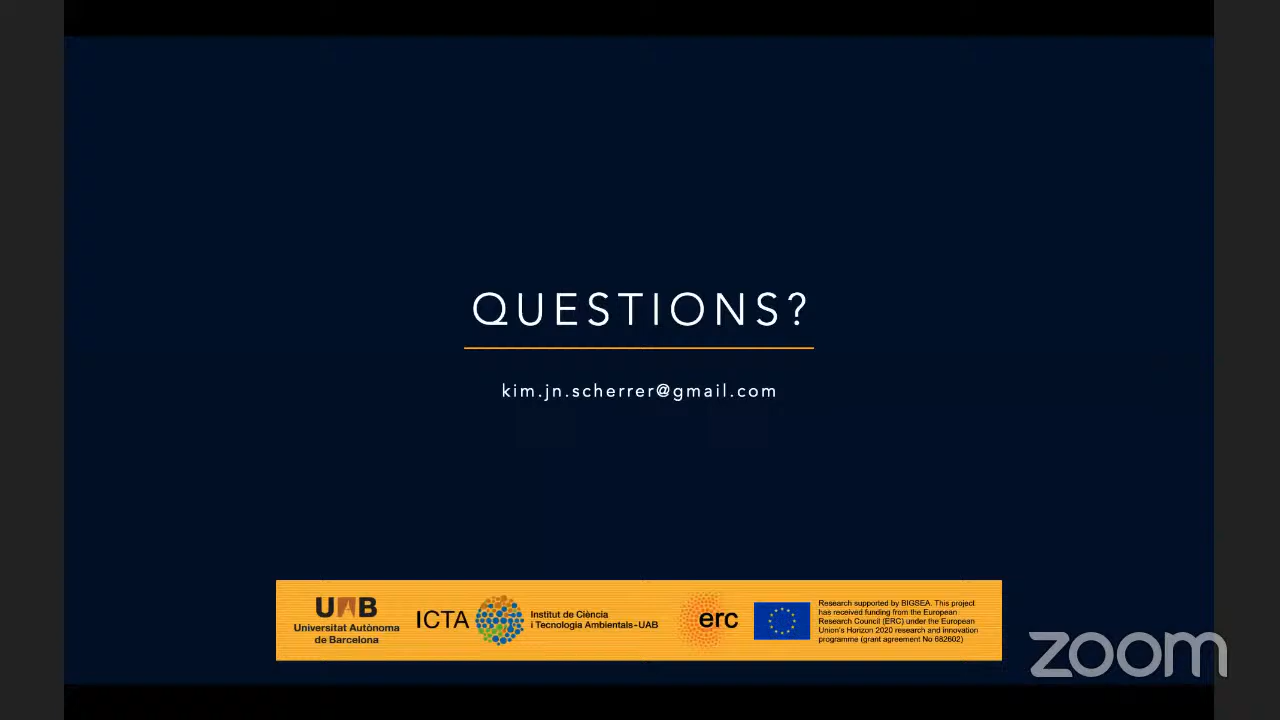 QUESTIONS?
kim.jn.scherrer@gmail.com
UAB
Universitat Autònoma
de Barcelona
ICTA
Institut de Ciència
i Tecnologia Ambientals-UAB
erc
Research supported by BIGSEA. This project
has received funding from the European
Research Council (ERC) under the European
Union's Horizon 2020 research and innovation
programme (grant agreement No 682602)
zoom